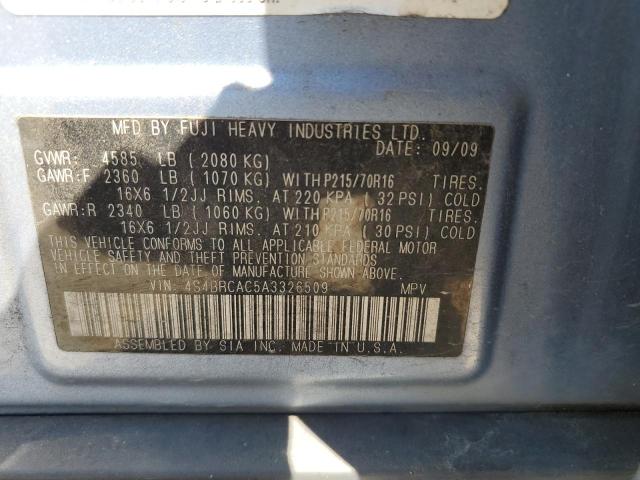 MFD BY FUJI HEAVY INDUSTRIES LTD.
DATE: 09/09
GVWR: 4585 LB ( 2080 KG)
GAWR:F 2360 LB ( 1070 KG) WITH P215/70R16 TIRES.
16X6 1/2JJ RIMS. AT 220 KPA ( 32 PSI) COLD
GAWR:R 2340 LB ( 1060 KG) WITH P215/70R16 TIRES.
16X6 1/2JJ RIMS. AT 210 KPA ( 30 PSI) COLD
THIS VEHICLE CONFORMS TO ALL APPLICABLE FEDERAL MOTOR
VEHICLE SAFETY AND THEFT PREVENTION STANDARDS
IN EFFECT ON THE DATE OF MANUFACTURE SHOWN ABOVE.
VIN: 4S4BRCAC5A3326509 MPV
ASSEMBLED BY SIA INC. MADE IN U.S.A.